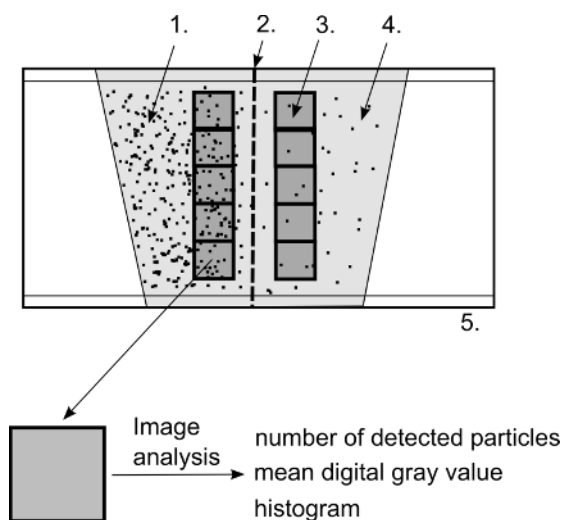 1.
2.
3.
4.
5.
Image
analysis
number of detected particles
mean digital gray value
histogram